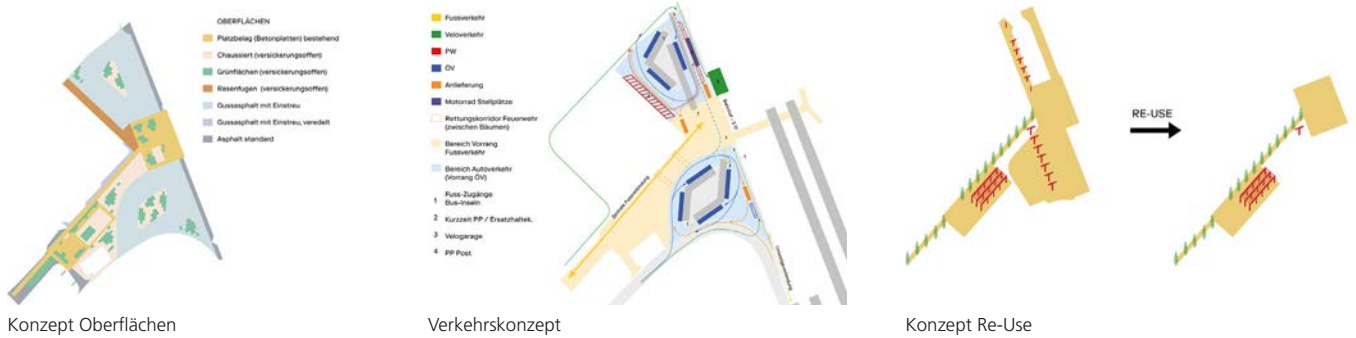 OBERFLÄCHEN
Platzbelag (Betonplatten) bestehend
Chaussiert (versickerungsoffen)
Grünflächen (versickerungsoffen)
Rasenfugen (versickerungsoffen)
Gussasphalt mit Einstreu
Gussasphalt mit Einstreu, veredelt
Asphalt standard
Konzept Oberflächen
Fussverkehr
Veloverkehr
PW
ÖV
Anlieferung
Motorrad Stellplätze
Rettungskorridor Feuerwehr
(zwischen Bäumen)
Bereich Vorrang
Fussverkehr
Bereich Autoverkehr
(Vorrang ÖV)
1 Fuss-Zugänge
Bus-Inseln
2 Kurzzeit PP / Ersatzhaltek.
3 Velogarage
4 PP Post
Verkehrskonzept
RE-USE
Konzept Re-Use